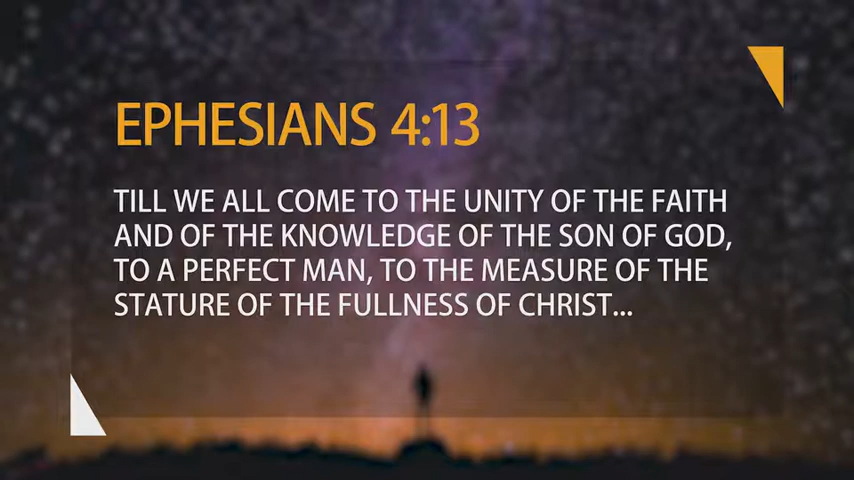 EPHESIANS 4:13
TILL WE ALL COME TO THE UNITY OF THE FAITH
AND OF THE KNOWLEDGE OF THE SON OF GOD,
TO A PERFECT MAN, TO THE MEASURE OF THE
STATURE OF THE FULLNESS OF CHRIST...